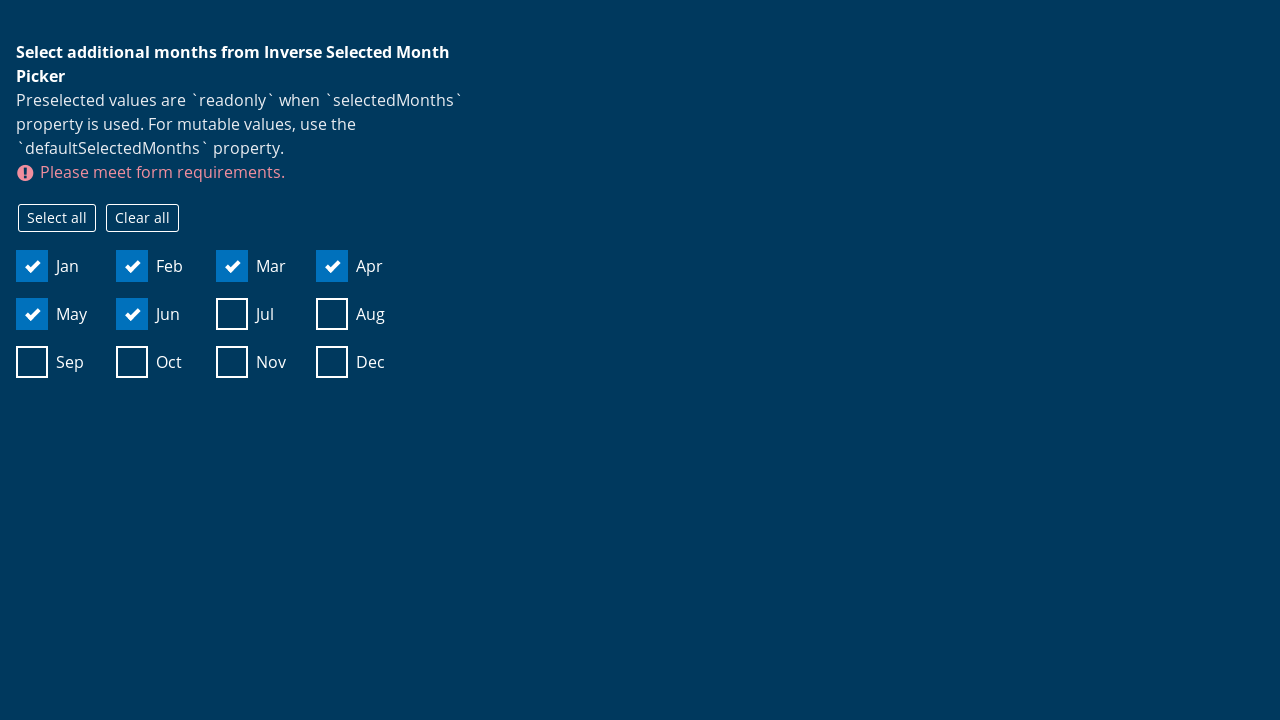 Select additional months from Inverse Selected Month
Picker
Preselected values are `readonly` when `selectedMonths`
property is used. For mutable values, use the
`defaultSelectedMonths` property.
Please meet form requirements.
Select all Clear all
Jan Feb Mar Apr
May Jun Jul Aug
Sep Oct Nov Dec